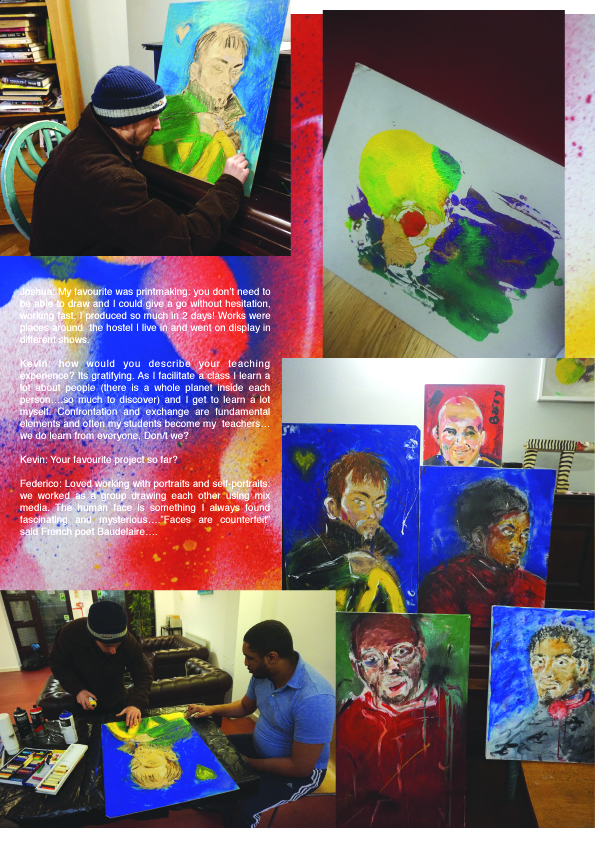 Joshua: My favourite was printmaking: you don't need to
be able to draw and I could give a go without hesitation,
working fast. I produced so much in 2 days! Works were
places around the hostel I live in and went on display in
different shows.
Kevin: how would you describe your teaching
experience? Its gratifying. As I facilitate a class I learn a
lot about people (there is a whole planet inside each
person....so much to discover) and I get to learn a lot
myself. Confrontation and exchange are fundamental
elements and often my students become my teachers...
we do learn from everyone. Don/t we?
Kevin: Your favourite project so far?
Federico: Loved working with portraits and self-portraits:
we worked as a group drawing each other using mix
media. The human face is something I always found
fascinating and mysterious...."Faces are counterfeit"
said French poet Baudelaire....
Barry